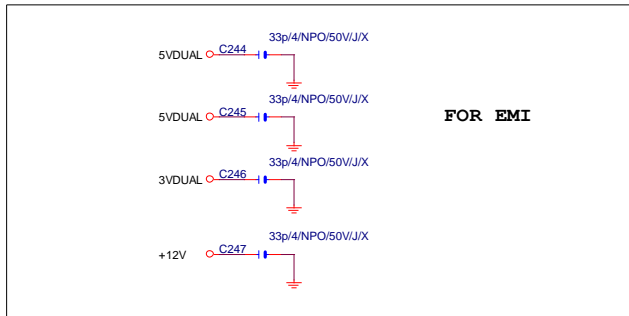 33p/4/NPO/50V/J/X
5VDUAL C244
33p/4/NPO/50V/J/X
5VDUAL C245
FOR EMI
33p/4/NPO/50V/J/X
3VDUAL C246
33p/4/NPO/50V/J/X
+12V C247